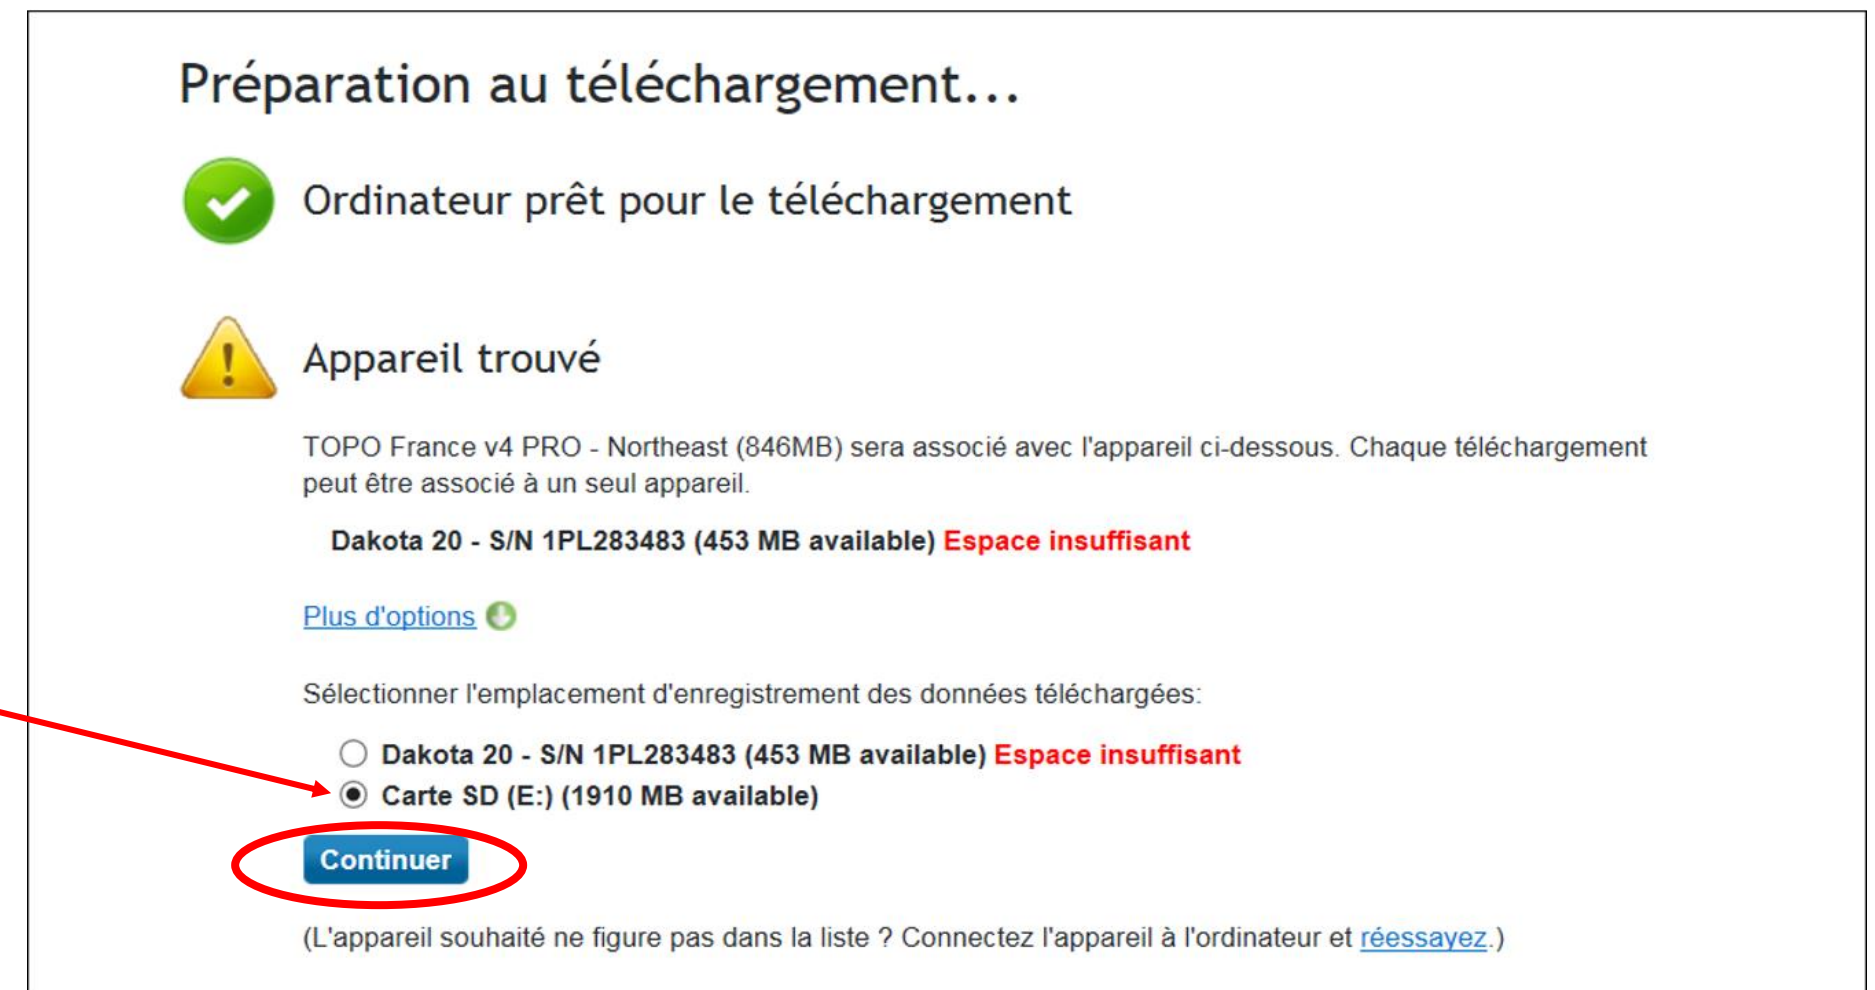 Préparation au téléchargement...
Ordinateur prêt pour le téléchargement
Appareil trouvé
TOPO France v4 PRO - Northeast (846MB) sera associé avec l'appareil ci-dessous. Chaque téléchargement
peut être associé à un seul appareil.
Dakota 20 - S/N 1PL283483 (453 MB available) Espace insuffisant
Plus d'options
Sélectionner l'emplacement d'enregistrement des données téléchargées:
Dakota 20 - S/N 1PL283483 (453 MB available) Espace insuffisant
Carte SD (E:) (1910 MB available)
Continuer
(L'appareil souhaité ne figure pas dans la liste ? Connectez l'appareil à l'ordinateur et réessayez.)